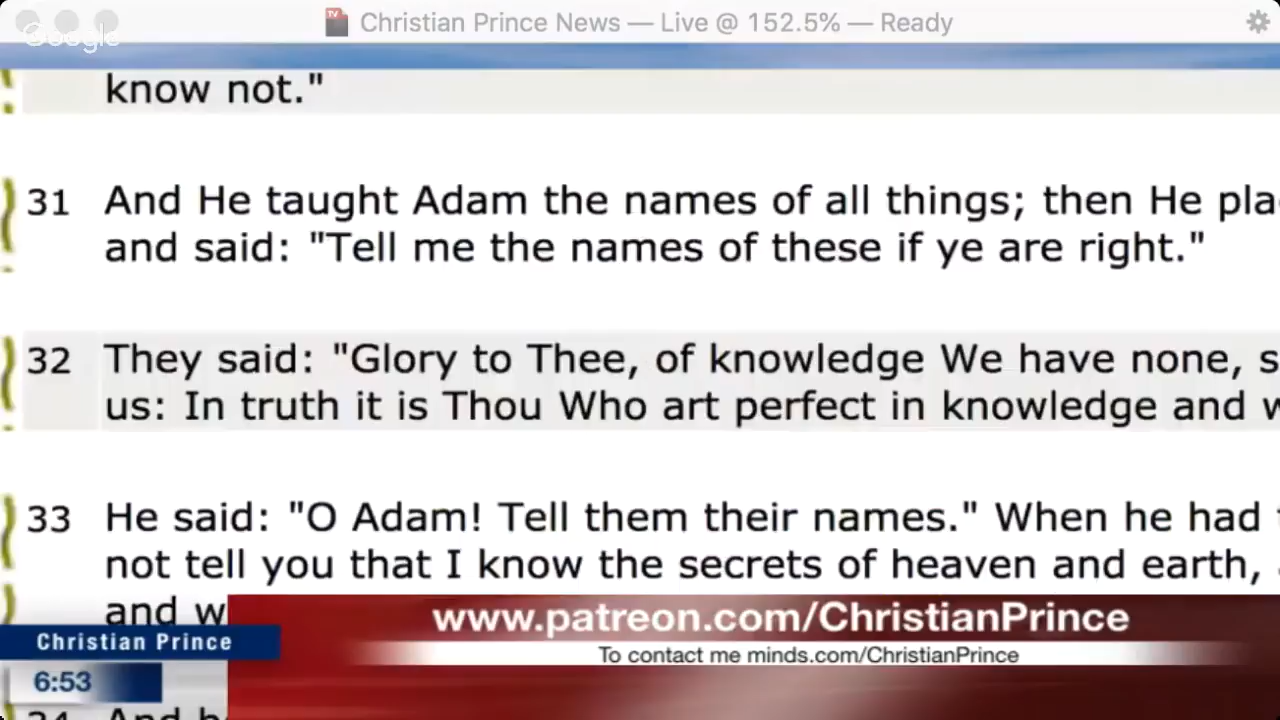 Google
TV
Christian Prince News — Live @ 152.5% — Ready
know not."
31 And He taught Adam the names of all things; then He pla
and said: "Tell me the names of these if ye are right."
32 They said: "Glory to Thee, of knowledge We have none, s
us: In truth it is Thou Who art perfect in knowledge and w
33 He said: "O Adam! Tell them their names." When he had
not tell you that I know the secrets of heaven and earth,
and w
www.patreon.com/ChristianPrince
To contact me minds.com/ChristianPrince
Christian Prince
6:53
34 And